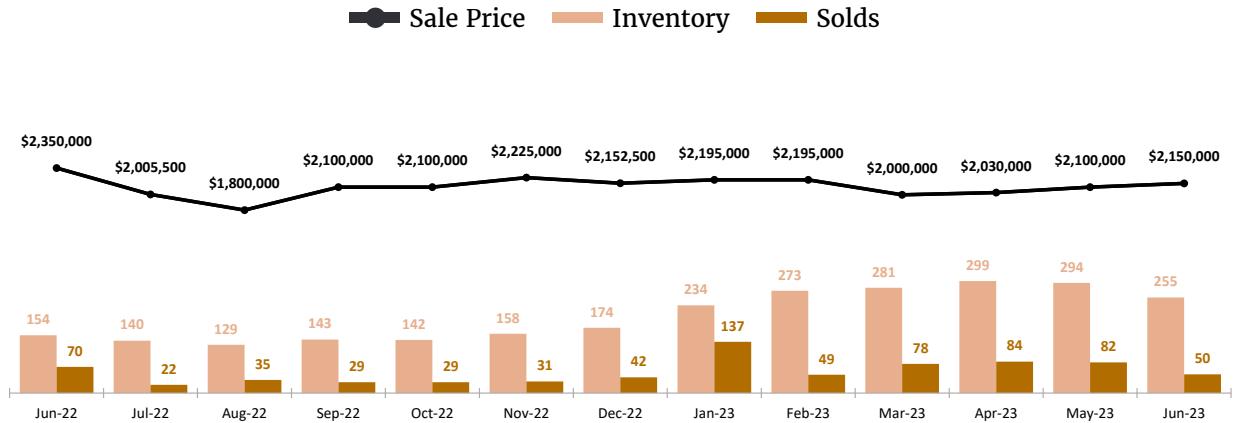 Sale Price Inventory Solds
$2,350,000 $2,005,500 $1,800,000 $2,100,000 $2,100,000 $2,225,000 $2,152,500 $2,195,000 $2,195,000 $2,000,000 $2,030,000 $2,100,000 $2,150,000
154 140 129 143 142 158 174 234 273 281 299 294 255
70 22 35 29 29 31 42 137 49 78 84 82 50
Jun-22 Jul-22 Aug-22 Sep-22 Oct-22 Nov-22 Dec-22 Jan-23 Feb-23 Mar-23 Apr-23 May-23 Jun-23